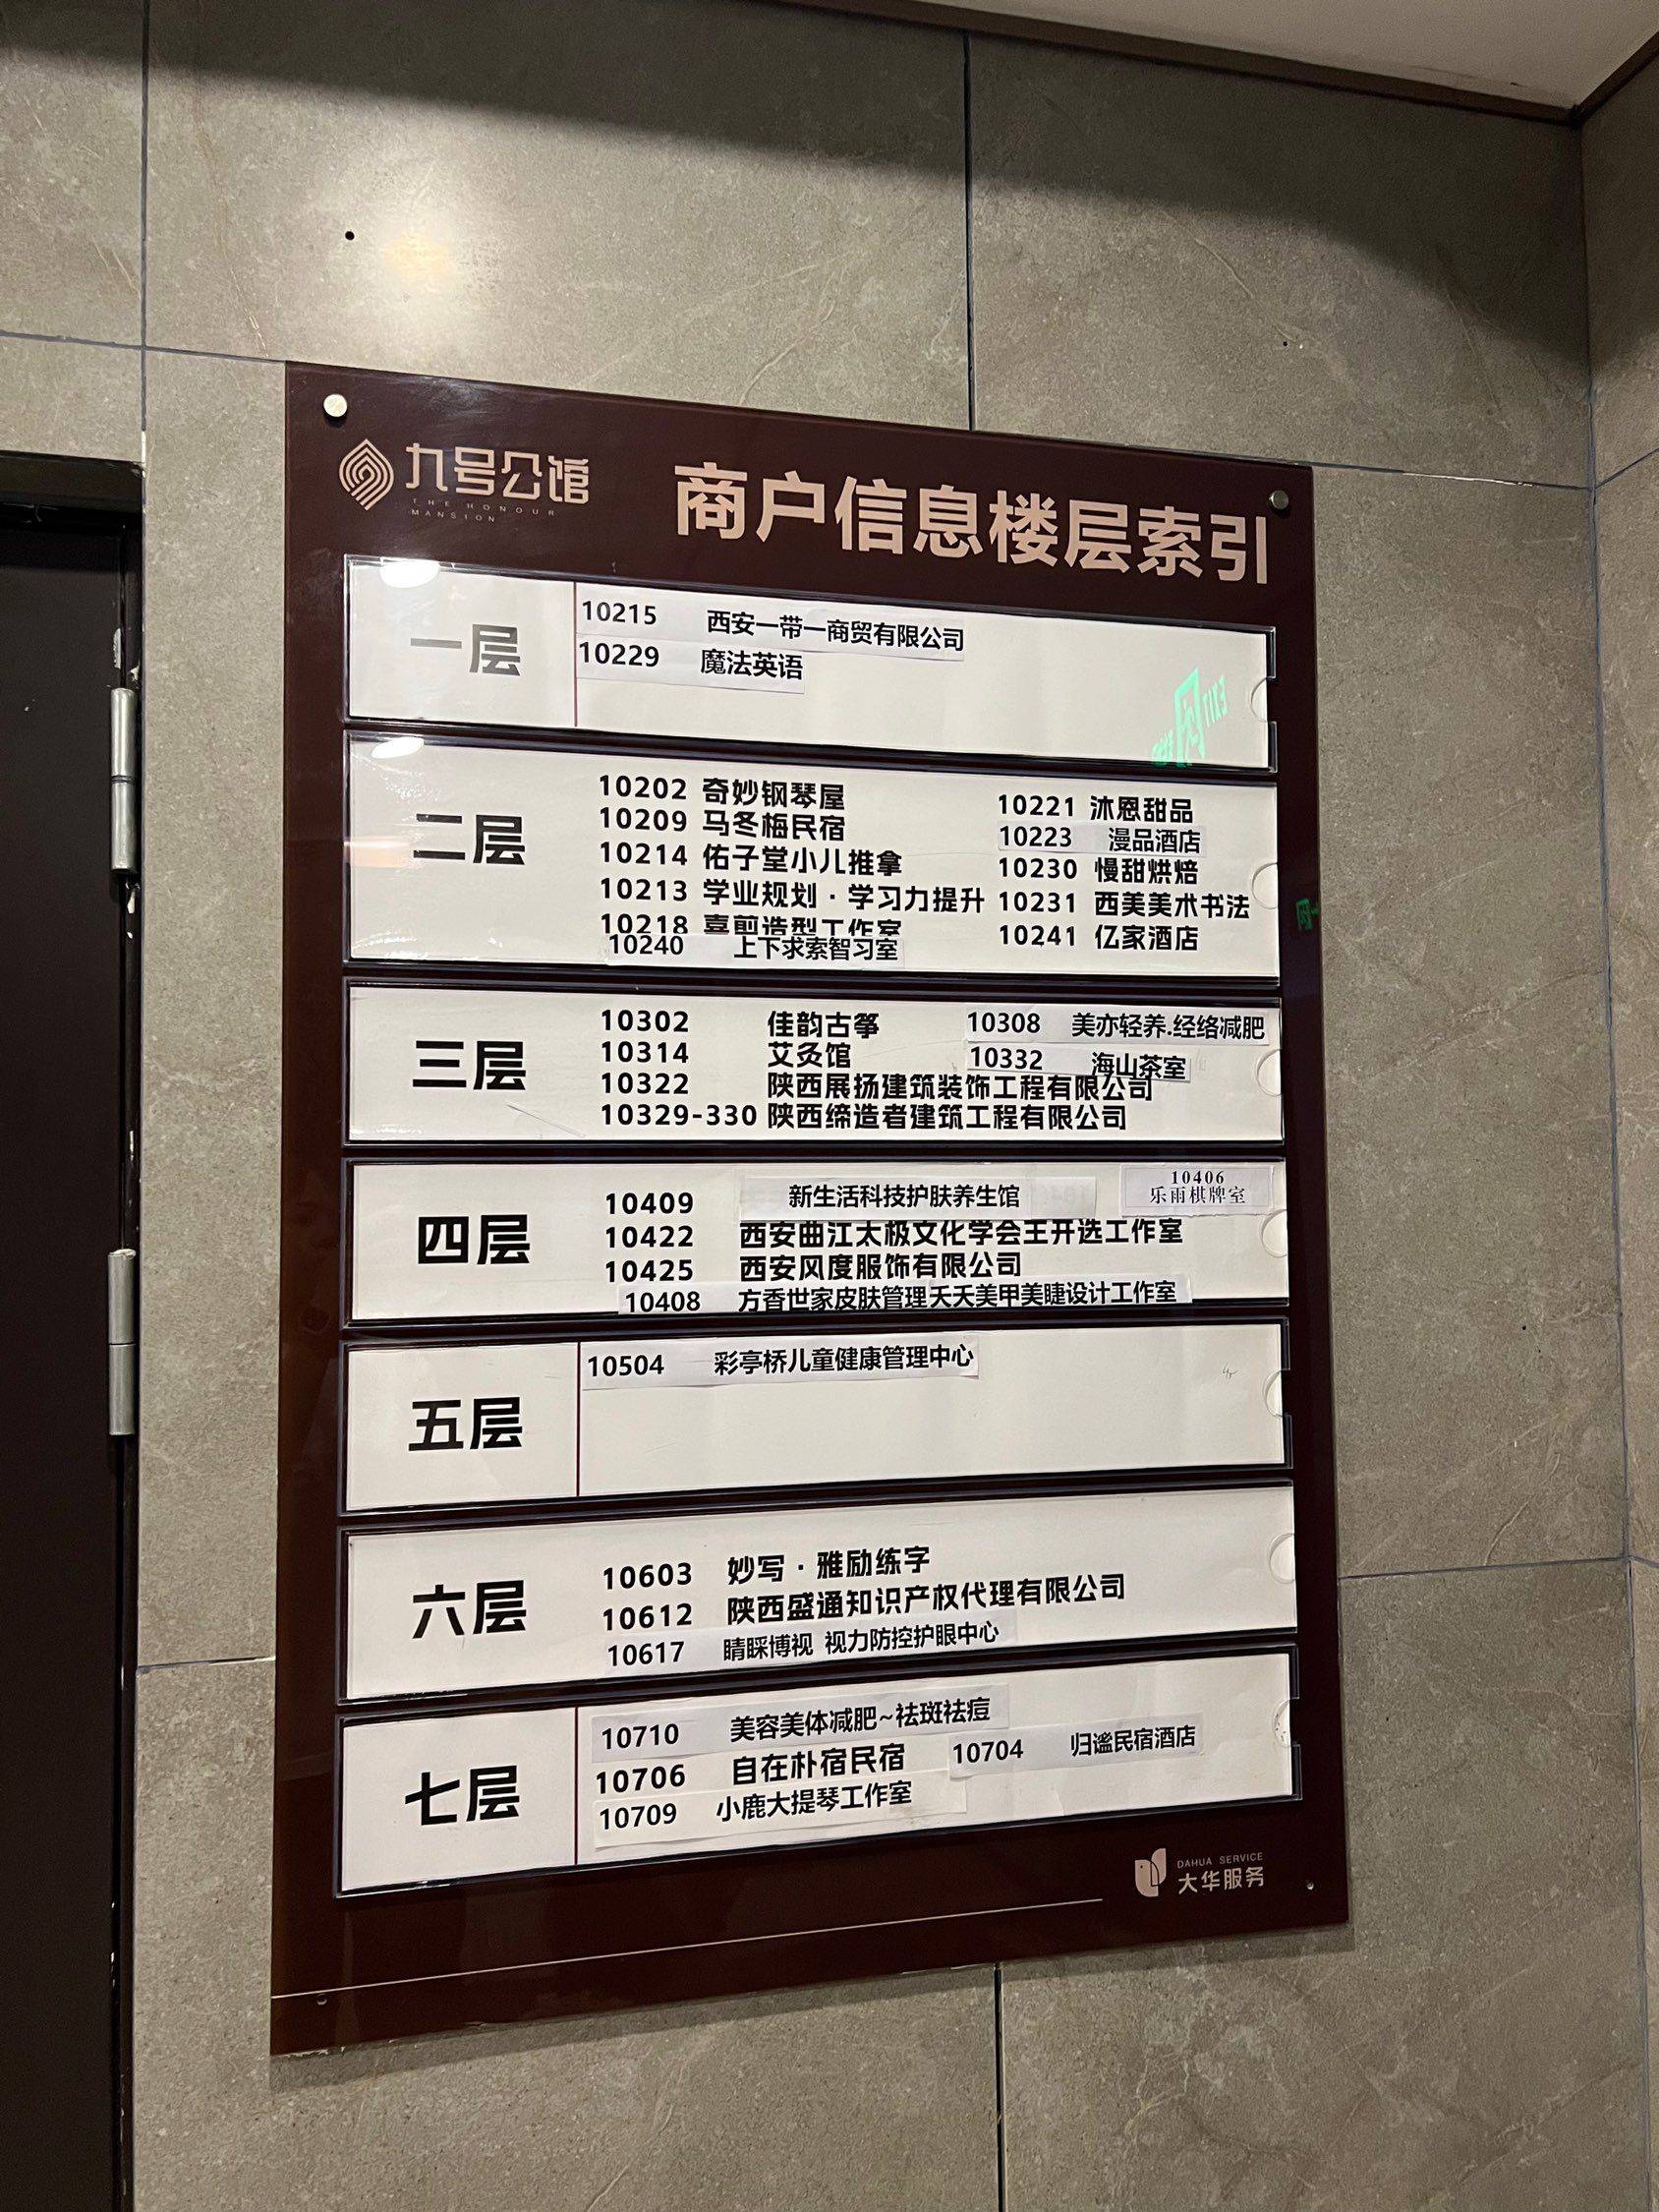 九号公馆
THE HONOUR
MANSION
商户信息楼层索引
一层
10215 西安一带一商贸有限公司
10229 魔法英语
EXIT
二层
10202 奇妙钢琴屋
10209 马冬梅民宿
10214 佑子堂小儿推拿
10213 学业规划·学习力提升
10218 喜剪造型工作室
10240 上下求索智习室
10221 沐恩甜品
10223 漫品酒店
10230 慢甜烘焙
10231 西美美术书法
10241 亿家酒店
三层
10302 佳韵古筝
10314 艾灸馆
10322 陕西展扬建筑装饰工程有限公司
10329-330 陕西缔造者建筑工程有限公司
10308 美亦轻养.经络减肥
10332 海山茶室
四层
10409 新生活科技护肤养生馆
10406
乐雨棋牌室
10422 西安曲江太极文化学会王开选工作室
10425 西安风度服饰有限公司
10408 方香世家皮肤管理夭夭美甲美睫设计工作室
五层
10504 彩亭桥儿童健康管理中心
六层
10603 妙写·雅励练字
10612 陕西盛通知识产权代理有限公司
10617 睛睬博视 视力防控护眼中心
七层
10710 美容美体减肥~祛斑祛痘
10706 自在朴宿民宿
10704 归谧民宿酒店
10709 小鹿大提琴工作室
DAHUA SERVICE
大华服务